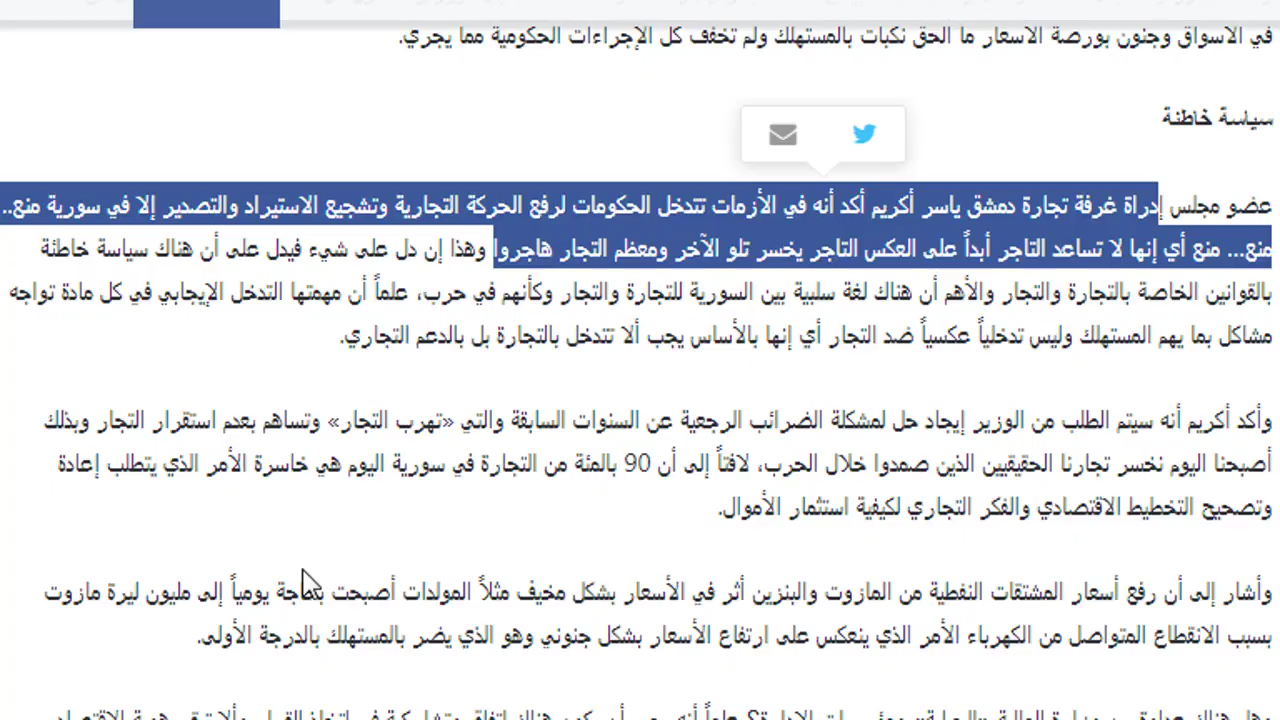 في الاسواق وجنون بورصة الاسعار ما الحق نكبات بالمستهلك ولم تخفف كل الإجراءات الحكومية مما يجري.
سياسة خاطئة
عضو مجلس إدراة غرفة تجارة دمشق ياسر أكريم أكد أنه في الأزمات تتدخل الحكومات لرفع الحركة التجارية وتشجيع الاستيراد والتصدير إلا في سورية منع..
منع... منع أي إنها لا تساعد التاجر أبداً على العكس التاجر يخسر تلو الآخر ومعظم التجار هاجروا وهذا إن دل على شيء فيدل على أن هناك سياسة خاطئة
بالقوانين الخاصة بالتجارة والتجار والأهم أن هناك لغة سلبية بين السورية للتجارة والتجار وكأنهم في حرب، علماً أن مهمتها التدخل الإيجابي في كل مادة تواجه
مشاكل بما يهم المستهلك وليس تدخلياً عكسياً ضد التجار أي إنها بالأساس يجب ألا تتدخل بالتجارة بل بالدعم التجاري.
وأكد أكريم أنه سيتم الطلب من الوزير إيجاد حل لمشكلة الضرائب الرجعية عن السنوات السابقة والتي «تهرب التجار» وتساهم بعدم استقرار التجار وبذلك
أصبحنا اليوم نخسر تجارنا الحقيقيين الذين صمدوا خلال الحرب، لافتاً إلى أن 90 بالمئة من التجارة في سورية اليوم هي خاسرة الأمر الذي يتطلب إعادة
وتصحيح التخطيط الاقتصادي والفكر التجاري لكيفية استثمار الأموال.
وأشار إلى أن رفع أسعار المشتقات النفطية من المازوت والبنزين أثر في الأسعار بشكل مخيف مثلاً المولدات أصبحت بحاجة يومياً إلى مليون ليرة مازوت
بسبب الانقطاع المتواصل من الكهرباء الأمر الذي ينعكس على ارتفاع الأسعار بشكل جنوني وهو الذي يضر بالمستهلك بالدرجة الأولى.